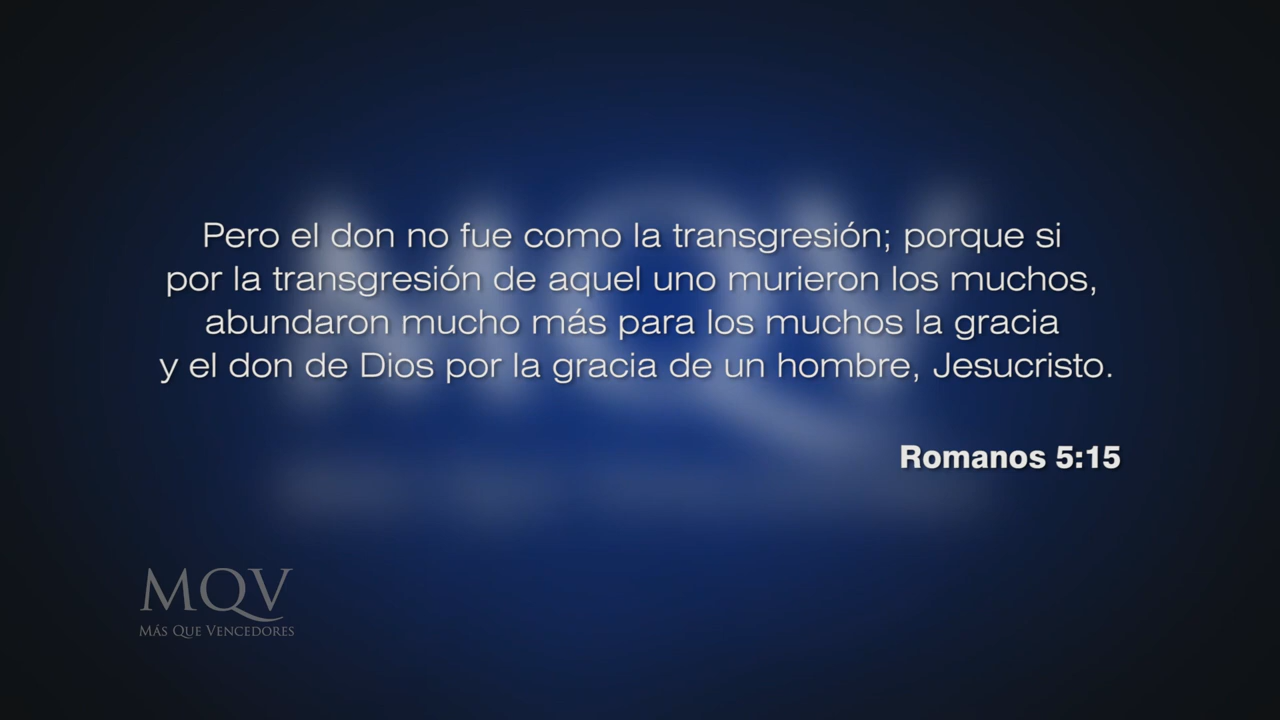 Pero el don no fue como la transgresión; porque si
por la transgresión de aquel uno murieron los muchos,
abundaron mucho más para los muchos la gracia
y el don de Dios por la gracia de un hombre, Jesucristo.
Romanos 5:15
MQV
MÁS QUE VENCEDORES